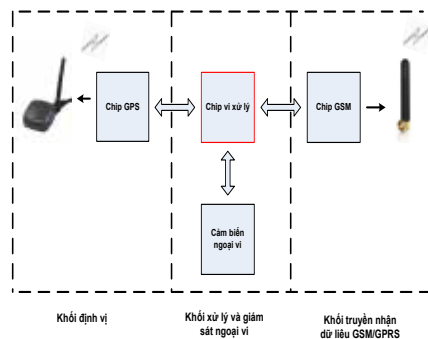 Chip GPS
Chip vi xử lý
Chip GSM
Cảm biến
ngoại vi
Khối định vị
Khối xử lý và giám
sát ngoại vi
Khối truyền nhận
dữ liệu GSM/GPRS